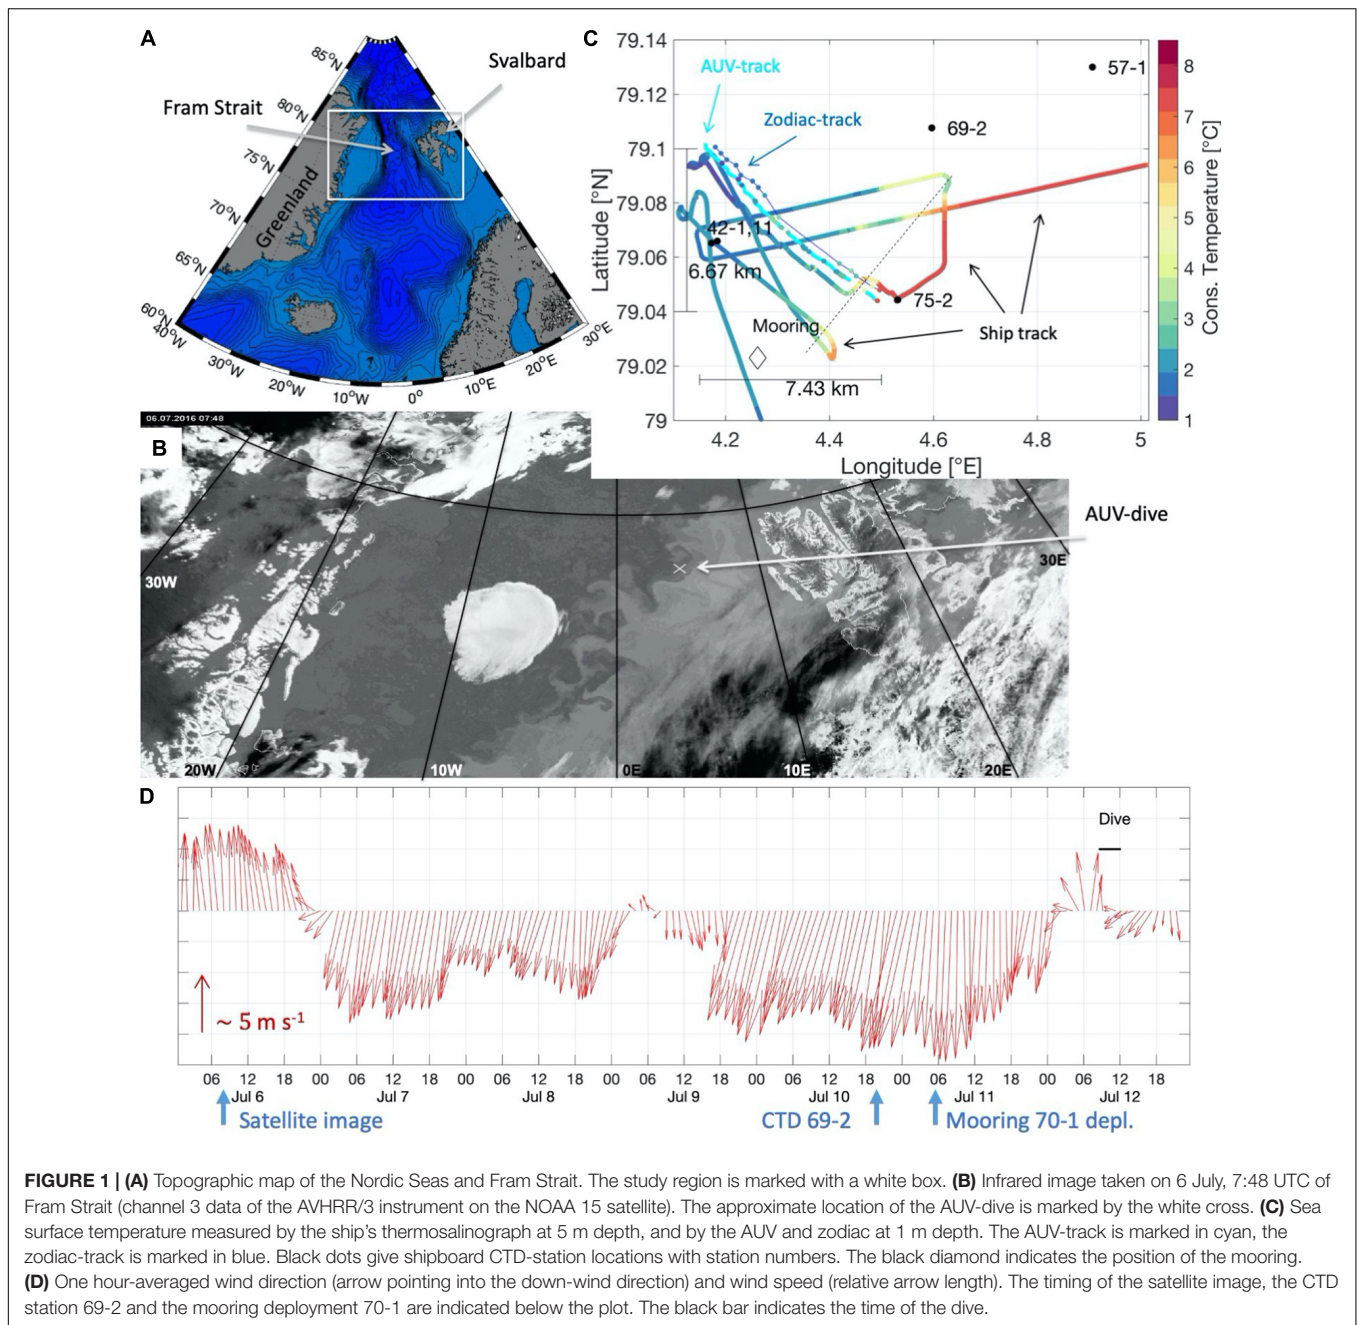 A
85°N
80°N
75°N
70°N
65°N
60°N
40°W
30°W
20°W
10°W
0°
10°E
20°E
30°E
Fram Strait
Svalbard
Greenland
C
79.14
79.12
79.1
79.08
79.06
79.04
79.02
79
Latitude [°N]
4.2
4.4
4.6
4.8
5
Longitude [°E]
AUV-track
Zodiac-track
57-1
69-2
42-1,11
6.67 km
75-2
Mooring
Ship track
7.43 km
8
7
6
5
4
3
2
1
Cons. Temperature [°C]
06.07.2016 07:48
B
AUV-dive
30W
30E
20W
10W
0E
10E
20E
D
Dive
~ 5 m s-1
06 12 18 00 06 12 18 00 06 12 18 00 06 12 18 00 06 12 18 00 06 12 18 00 06 12 18
Jul 6 Jul 7 Jul 8 Jul 9 Jul 10 Jul 11 Jul 12
Satellite image
CTD 69-2
Mooring 70-1 depl.
FIGURE 1 | (A) Topographic map of the Nordic Seas and Fram Strait. The study region is marked with a white box. (B) Infrared image taken on 6 July, 7:48 UTC of
Fram Strait (channel 3 data of the AVHRR/3 instrument on the NOAA 15 satellite). The approximate location of the AUV-dive is marked by the white cross. (C) Sea
surface temperature measured by the ship's thermosalinograph at 5 m depth, and by the AUV and zodiac at 1 m depth. The AUV-track is marked in cyan, the
zodiac-track is marked in blue. Black dots give shipboard CTD-station locations with station numbers. The black diamond indicates the position of the mooring.
(D) One hour-averaged wind direction (arrow pointing into the down-wind direction) and wind speed (relative arrow length). The timing of the satellite image, the CTD
station 69-2 and the mooring deployment 70-1 are indicated below the plot. The black bar indicates the time of the dive.